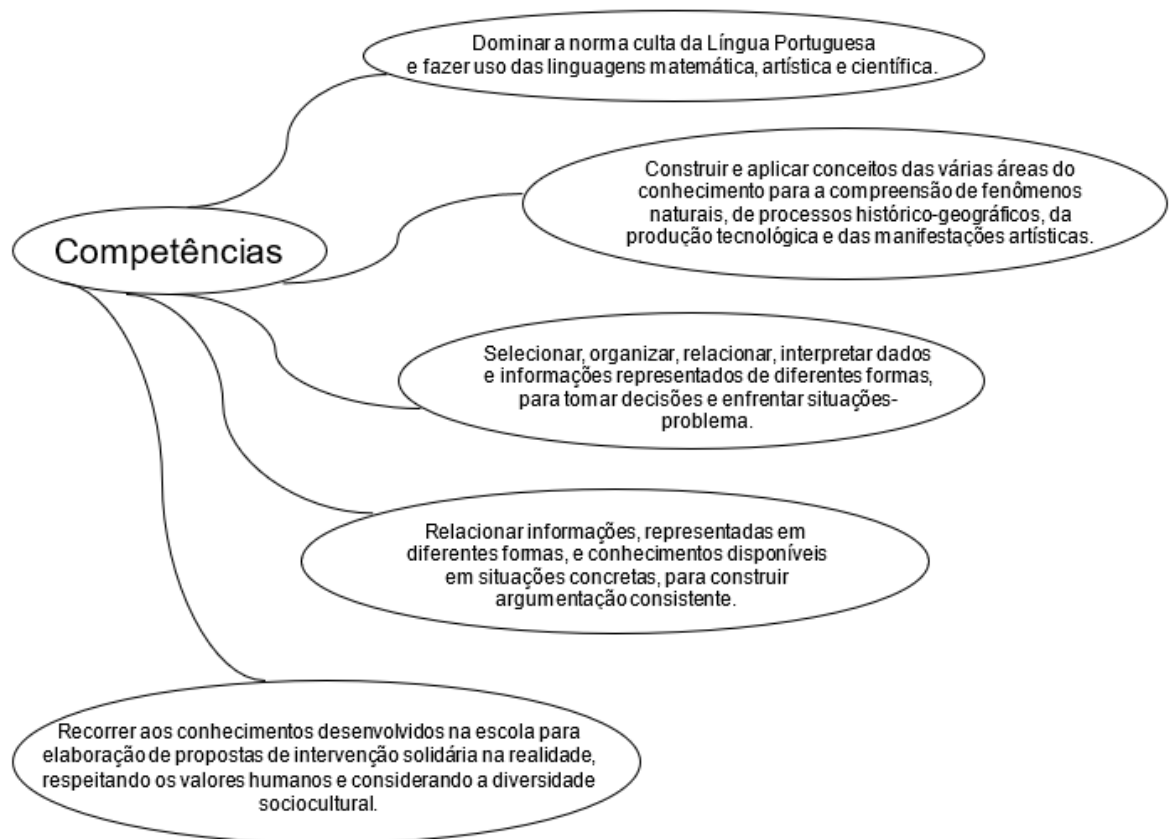 Dominar a norma culta da Língua Portuguesa
e fazer uso das linguagens matemática, artística e científica.
Construir e aplicar conceitos das várias áreas do
conhecimento para a compreensão de fenômenos
naturais, de processos histórico-geográficos, da
produção tecnológica e das manifestações artísticas.
Competências
Selecionar, organizar, relacionar, interpretar dados
e informações representados de diferentes formas,
para tomar decisões e enfrentar situações-
problema.
Relacionar informações, representadas em
diferentes formas, e conhecimentos disponíveis
em situações concretas, para construir
argumentação consistente.
Recorrer aos conhecimentos desenvolvidos na escola para
elaboração de propostas de intervenção solidária na realidade,
respeitando os valores humanos e considerando a diversidade
sociocultural.